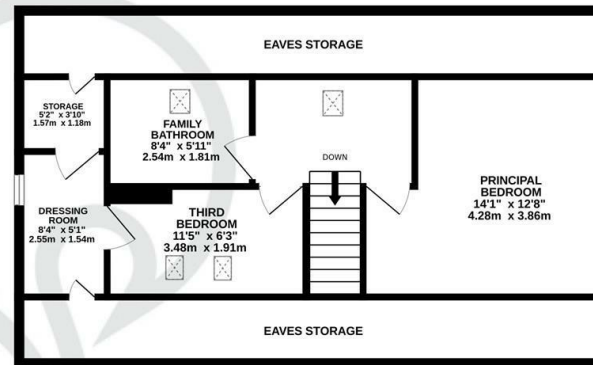 EAVES STORAGE
STORAGE
5'2" x 3'10"
1.57m x 1.18m
FAMILY
BATHROOM
8'4" x 5'11"
2.54m x 1.81m
DOWN
PRINCIPAL
BEDROOM
14'1" x 12'8"
4.28m x 3.86m
DRESSING
ROOM
8'4" x 5'1"
2.55m x 1.54m
THIRD
BEDROOM
11'5" x 6'3"
3.48m x 1.91m
EAVES STORAGE